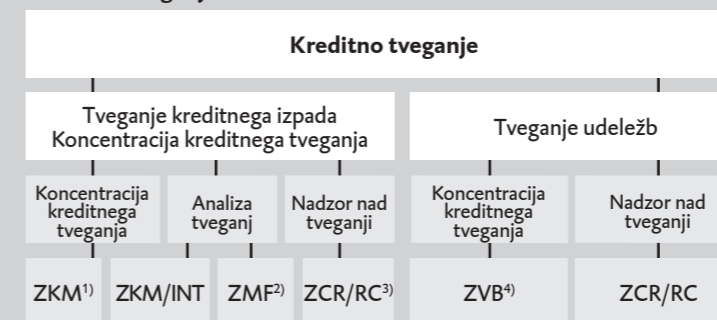 Kreditno tveganje
Tveganje kreditnega izpada
Koncentracija kreditnega tveganja
Tveganje udeležb
Koncentracija
kreditnega
tveganja
Analiza
tveganj
Nadzor nad
tveganji
Koncentracija
kreditnega
tveganja
Nadzor nad
tveganji
ZKM¹⁾
ZKM/INT
ZMF²⁾
ZCR/RC³⁾
ZVB⁴⁾
ZCR/RC